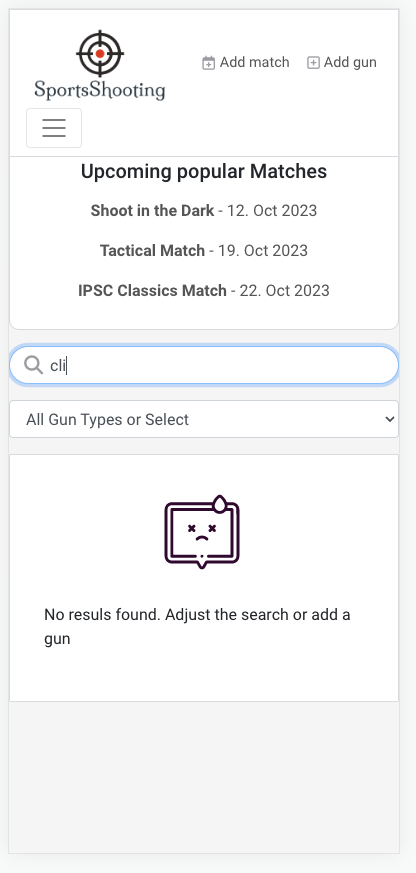 Add match
Add gun
SportsShooting
Upcoming popular Matches
Shoot in the Dark - 12. Oct 2023
Tactical Match - 19. Oct 2023
IPSC Classics Match - 22. Oct 2023
cli
All Gun Types or Select
No resuls found. Adjust the search or add a
gun